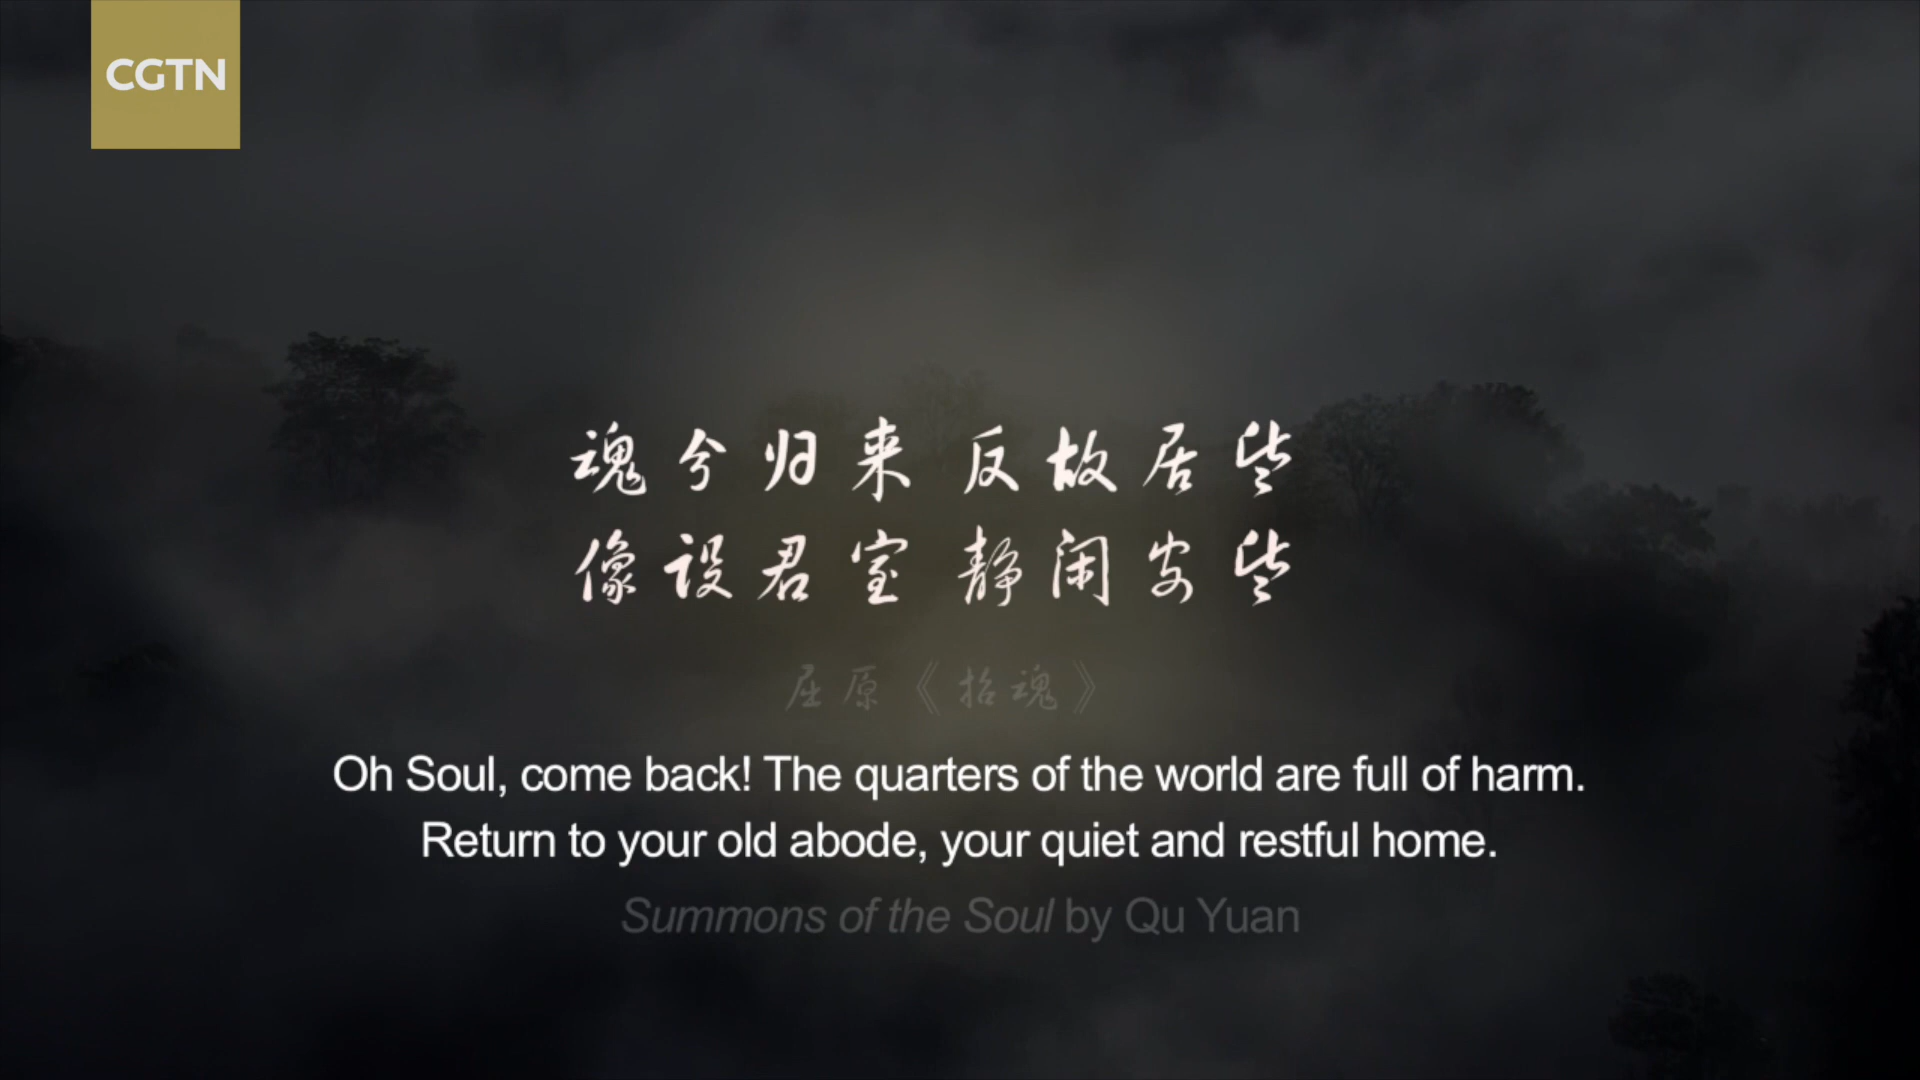 CGTN
魂兮归来 反故居些
像设君室 静闲安些
屈原《招魂》
Oh Soul, come back! The quarters of the world are full of harm.
Return to your old abode, your quiet and restful home.
Summons of the Soul by Qu Yuan